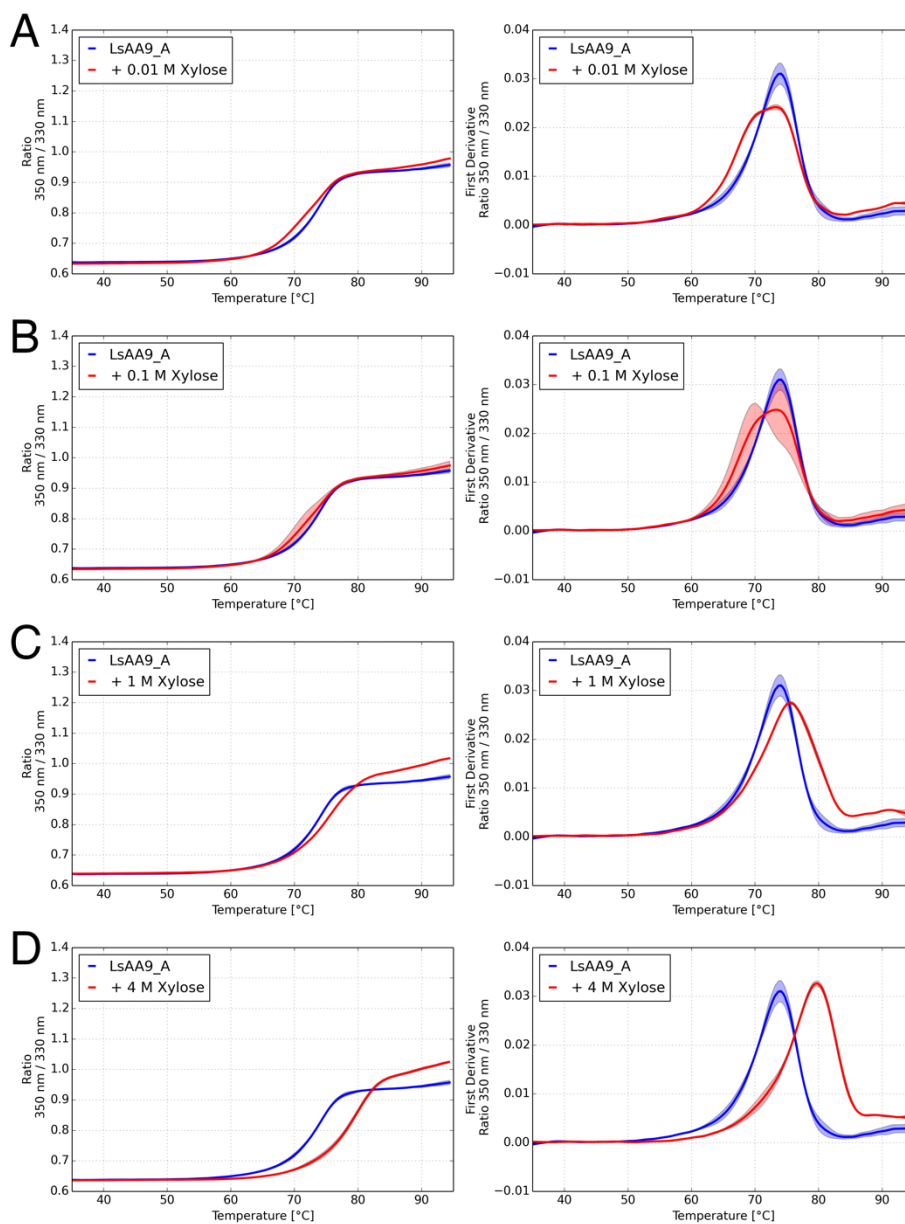 A
LsAA9_A
+ 0.01 M Xylose
Ratio
350 nm / 330 nm
1.4
1.3
1.2
1.1
1.0
0.9
0.8
0.7
0.6
40 50 60 70 80 90
Temperature [°C]
LsAA9_A
+ 0.01 M Xylose
First Derivative
Ratio 350 nm / 330 nm
0.04
0.03
0.02
0.01
0.00
−0.01
40 50 60 70 80 90
Temperature [°C]
B
LsAA9_A
+ 0.1 M Xylose
Ratio
350 nm / 330 nm
1.4
1.3
1.2
1.1
1.0
0.9
0.8
0.7
0.6
40 50 60 70 80 90
Temperature [°C]
LsAA9_A
+ 0.1 M Xylose
First Derivative
Ratio 350 nm / 330 nm
0.04
0.03
0.02
0.01
0.00
−0.01
40 50 60 70 80 90
Temperature [°C]
C
LsAA9_A
+ 1 M Xylose
Ratio
350 nm / 330 nm
1.4
1.3
1.2
1.1
1.0
0.9
0.8
0.7
0.6
40 50 60 70 80 90
Temperature [°C]
LsAA9_A
+ 1 M Xylose
First Derivative
Ratio 350 nm / 330 nm
0.04
0.03
0.02
0.01
0.00
−0.01
40 50 60 70 80 90
Temperature [°C]
D
LsAA9_A
+ 4 M Xylose
Ratio
350 nm / 330 nm
1.4
1.3
1.2
1.1
1.0
0.9
0.8
0.7
0.6
40 50 60 70 80 90
Temperature [°C]
LsAA9_A
+ 4 M Xylose
First Derivative
Ratio 350 nm / 330 nm
0.04
0.03
0.02
0.01
0.00
−0.01
40 50 60 70 80 90
Temperature [°C]